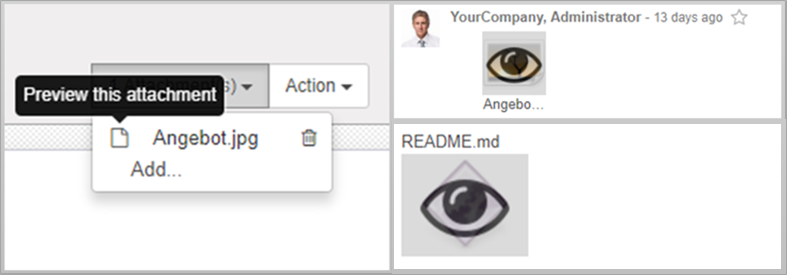 Action
Preview this attachment
Angebot.jpg
Add...
YourCompany, Administrator - 13 days ago
Angebo...
README.md